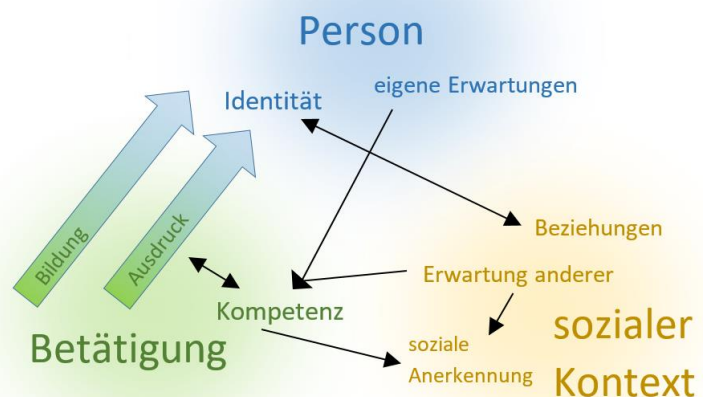 Person
Identität
eigene Erwartungen
Bildung
Ausdruck
Beziehungen
Erwartung anderer
Kompetenz
Betätigung
soziale
Anerkennung
sozialer
Kontext